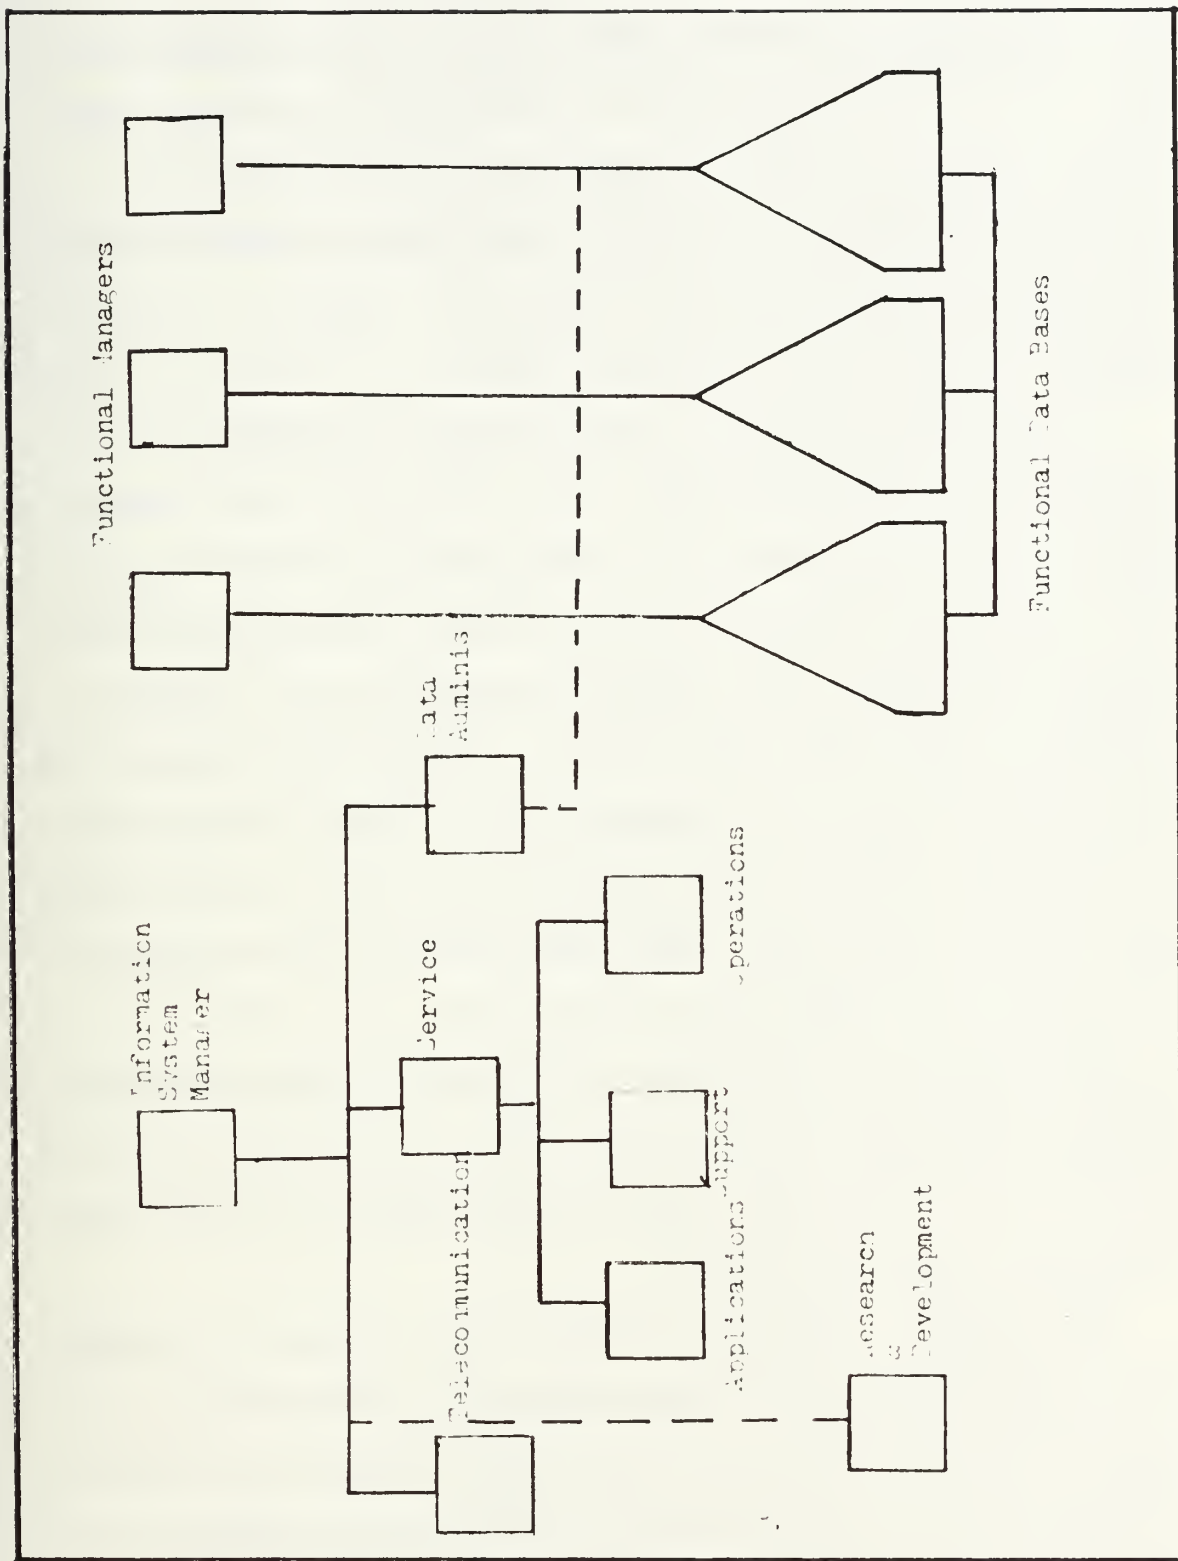 Functional Managers
Information
System
Manager
Data
Adminis
Service
Telecommunication
Operations
Support
Applications
Research
&
Development
Functional Data Bases